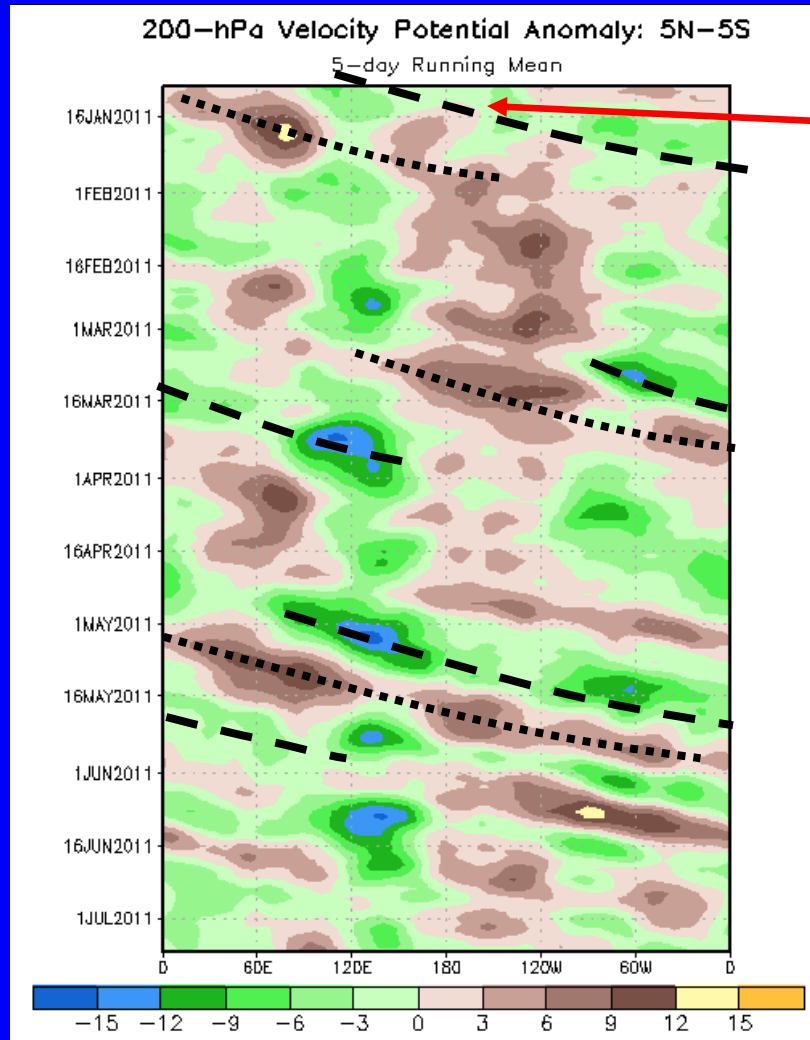 200-hPa Velocity Potential Anomaly: 5N-5S
5-day Running Mean
16JAN2011
1FEB2011
16FEB2011
1MAR2011
16MAR2011
1APR2011
16APR2011
1MAY2011
16MAY2011
1JUN2011
16JUN2011
1JUL2011
0 60E 120E 180 120W 60W 0
-15 -12 -9 -6 -3 0 3 6 9 12 15